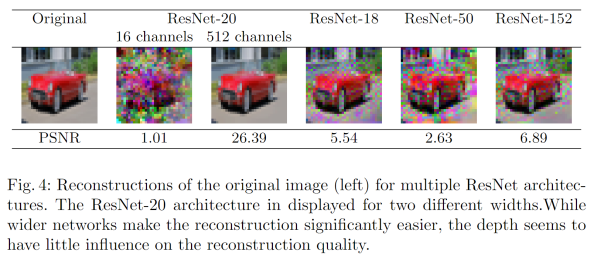 Original ResNet-20 ResNet-18 ResNet-50 ResNet-152
16 channels 512 channels
PSNR 1.01 26.39 5.54 2.63 6.89
Fig. 4: Reconstructions of the original image (left) for multiple ResNet architec-
tures. The ResNet-20 architecture in displayed for two different widths.While
wider networks make the reconstruction significantly easier, the depth seems to
have little influence on the reconstruction quality.